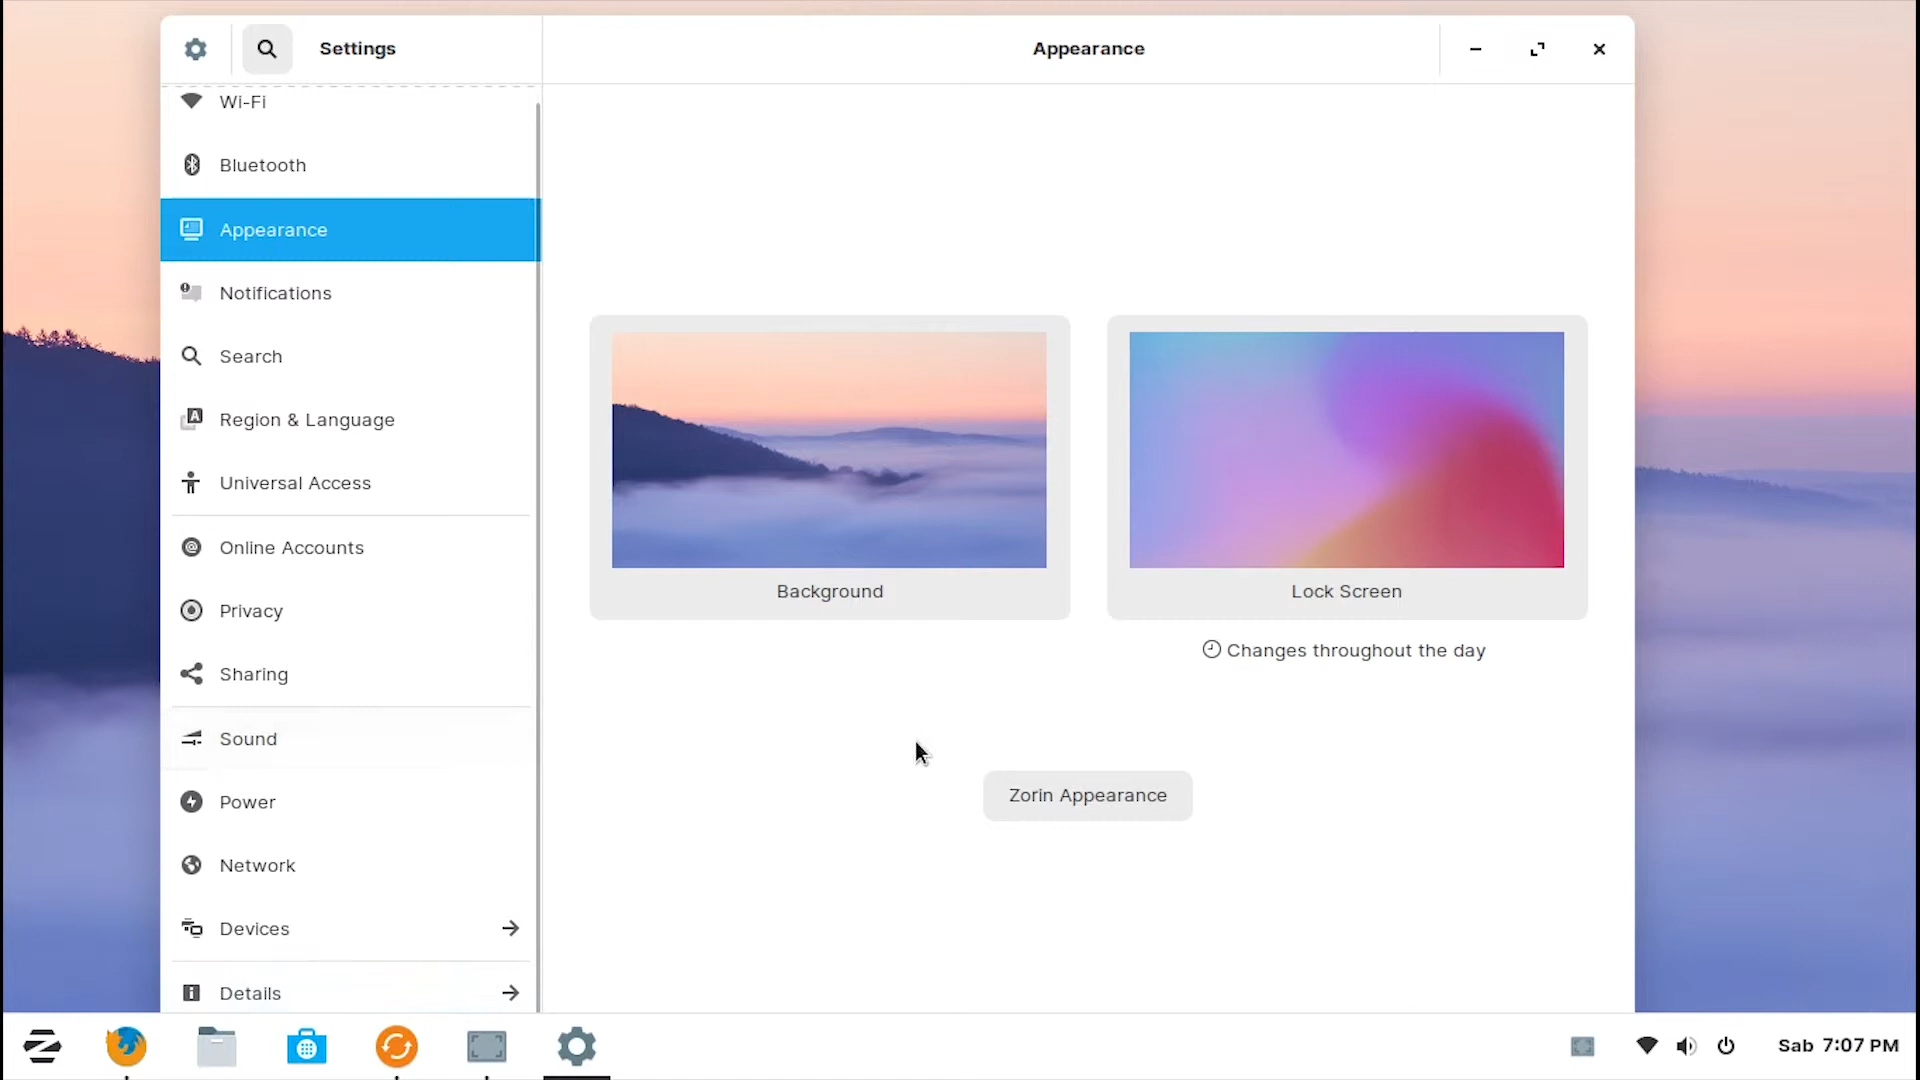 Settings
Appearance
Wi-Fi
Bluetooth
Appearance
Notifications
Search
Region & Language
Universal Access
Online Accounts
Privacy
Sharing
Sound
Power
Network
Devices
Details
Background
Lock Screen
Changes throughout the day
Zorin Appearance
Sab 7:07 PM